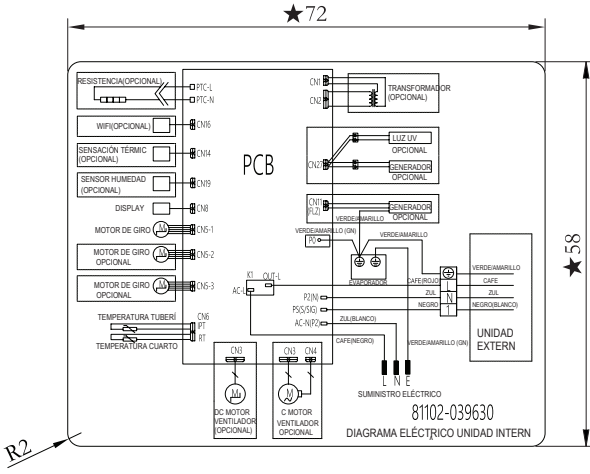 ★72
RESISTENCIA(OPCIONAL)
PTC-L
PTC-N
WIFI(OPCIONAL)
CN16
SENSACIÓN TÉRMIC
(OPCIONAL)
CN14
SENSOR HUMEDAD
(OPCIONAL)
CN19
DISPLAY
CN8
MOTOR DE GIRO
CN5-1
MOTOR DE GIRO
OPCIONAL
CN5-2
MOTOR DE GIRO
OPCIONAL
CN5-3
TEMPERATURA TUBERÍ
CN6
IPT
RT
TEMPERATURA CUARTO
PCB
CN1
CN2
TRANSFORMADOR
(OPCIONAL)
CN27
LUZ UV
OPCIONAL
GENERADOR
OPCIONAL
CN11
(FLZ)
GENERADOR
OPCIONAL
VERDE/AMARILLO
VERDE/AMARILLO (GN)
VERDE/AMARILLO
P0
EVAPORADOR
K1
OUT-L
AC-L
P2(N)
PS(S/SIG)
AC-N(P2)
ZUL(BLANCO)
CAFE(NEGRO)
CAFE(ROJO)
ZUL
NEGRO
L
N
1
VERDE/AMARILLO
CAFE
ZUL
NEGRO(BLANCO)
UNIDAD
EXTERN
VERDE/AMARILLO (GN)
L N E
SUMINISTRO ELÉCTRICO
CN3
M
DC MOTOR
VENTILADOR
(OPCIONAL)
CN3 CN4
M
C MOTOR
VENTILADOR
OPCIONAL
81102-039630
DIAGRAMA ELÉCTRICO UNIDAD INTERN
★58
R2